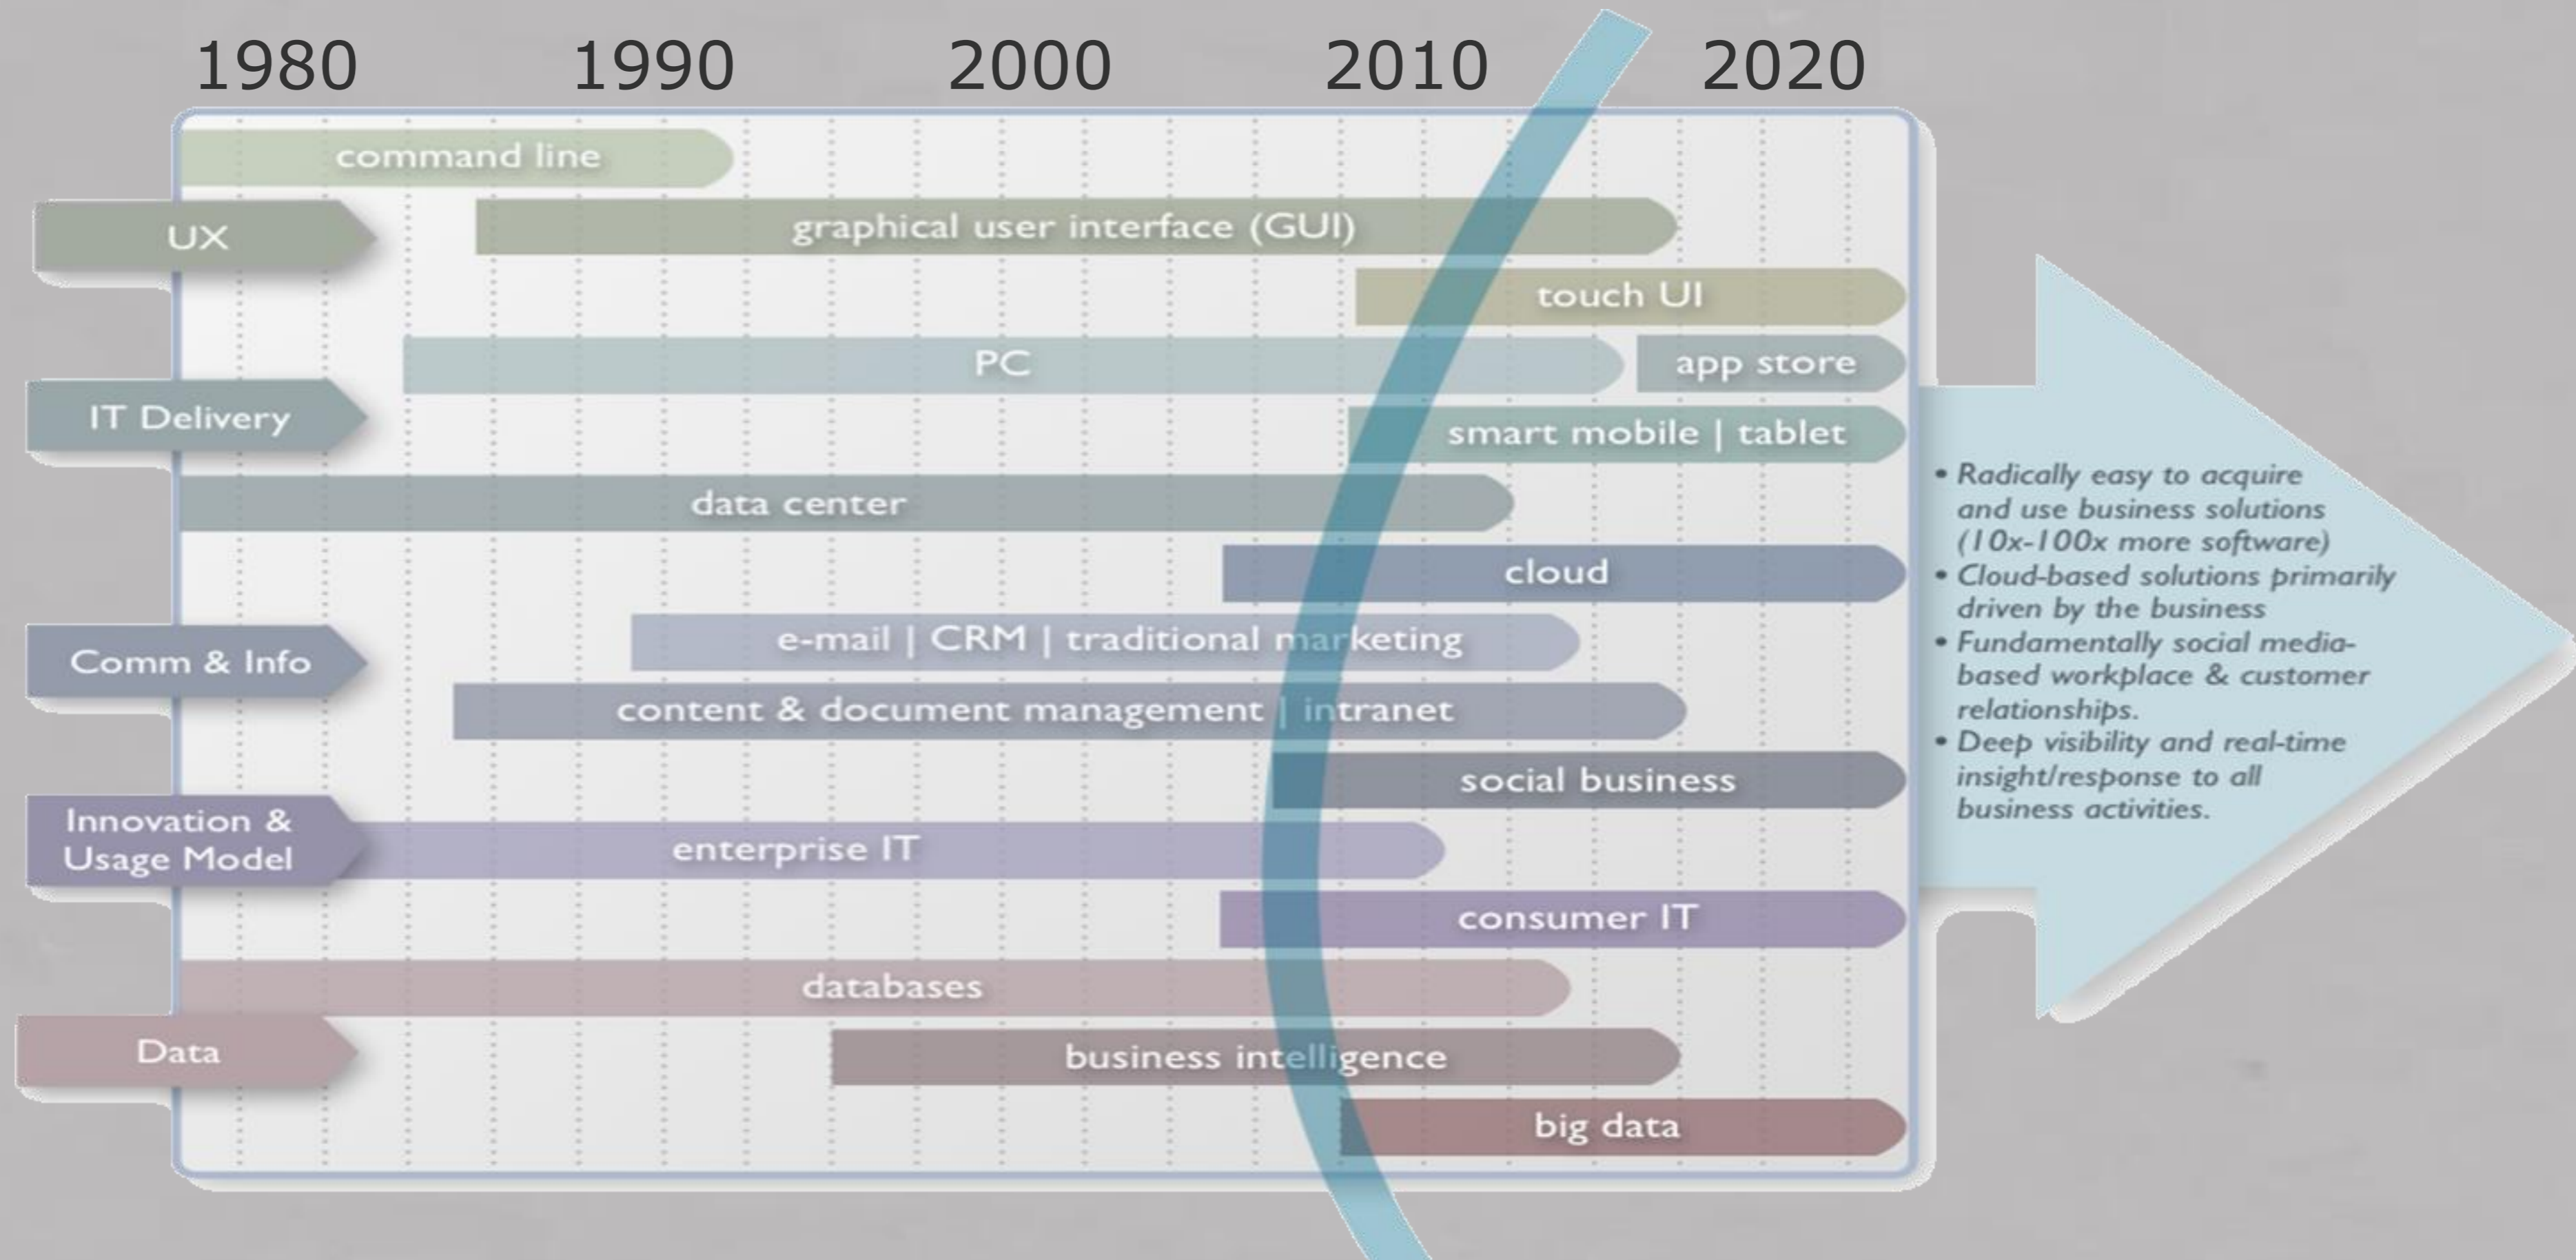 1980 1990 2000 2010 2020
command line
UX
graphical user interface (GUI)
touch UI
PC
app store
IT Delivery
smart mobile | tablet
data center
cloud
e-mail | CRM | traditional marketing
Comm & Info
content & document management | intranet
social business
Innovation &
Usage Model
enterprise IT
consumer IT
databases
Data
business intelligence
big data
• Radically easy to acquire
and use business solutions
(10x-100x more software)
• Cloud-based solutions primarily
driven by the business
• Fundamentally social media-
based workplace & customer
relationships.
• Deep visibility and real-time
insight/response to all
business activities.